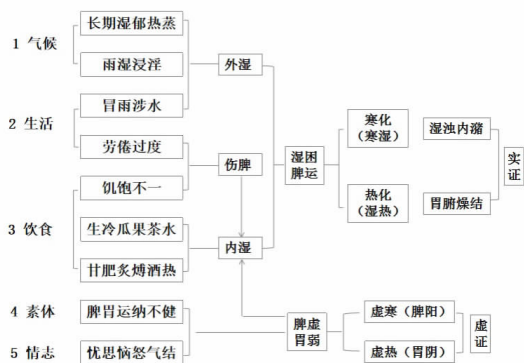 长期湿郁热蒸
1 气候
雨湿浸淫
外湿
冒雨涉水
2 生活
劳倦过度
伤脾
饥饱不一
3 饮食
生冷瓜果茶水
内湿
甘肥炙煿酒热
湿困
脾运
寒化
(寒湿)
湿浊内潴
热化
(湿热)
胃腑燥结
实
证
4 素体
脾胃运纳不健
5 情志
忧思恼怒气结
脾虚
胃弱
虚寒（脾阳）
虚热（胃阴）
虚
证